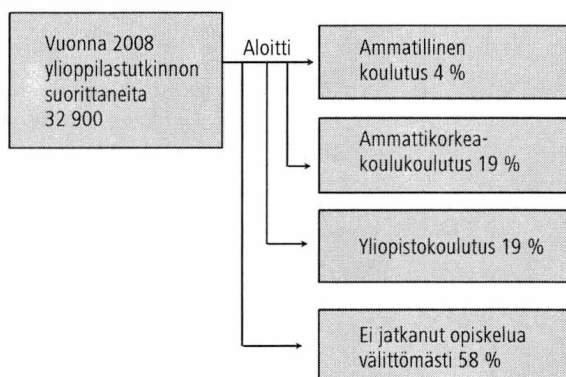 Vuonna 2008
ylioppilastutkinnon
suorittaneita
32 900
Aloitti
Ammatillinen
koulutus 4 %
Ammattikorkea-
koulukoulutus 19 %
Yliopistokoulutus 19 %
Ei jatkanut opiskelua
välittömästi 58 %